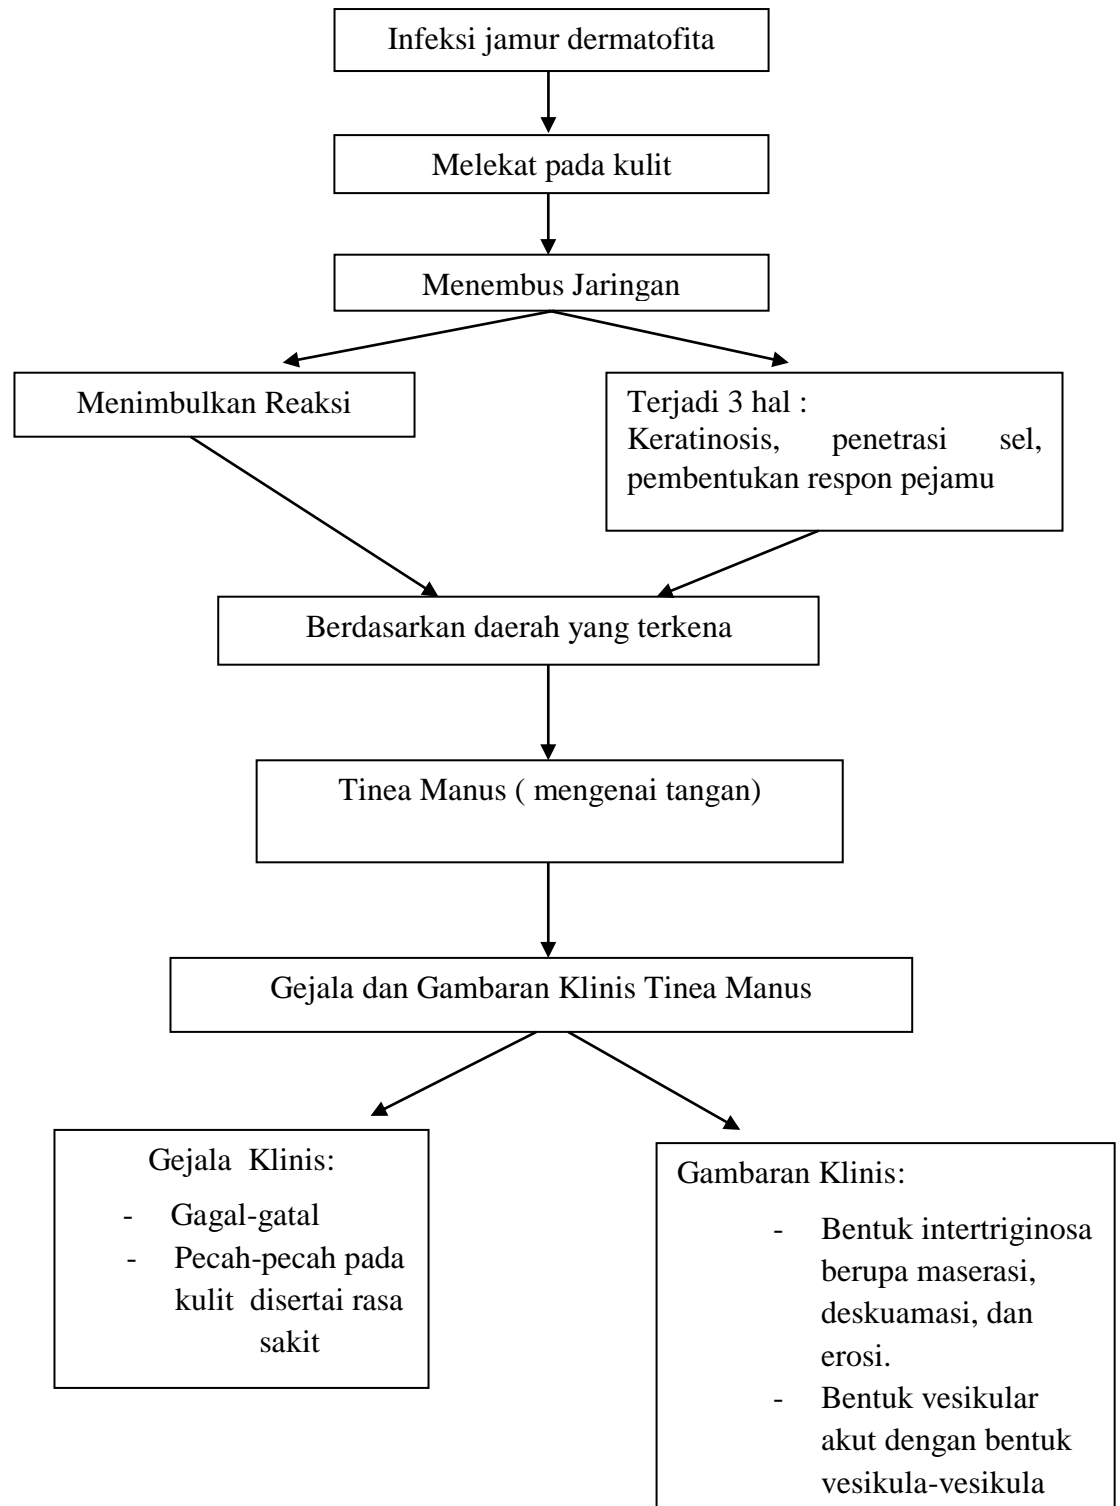 Infeksi jamur dermatofita
Melekat pada kulit
Menembus Jaringan
Menimbulkan Reaksi
Terjadi 3 hal :
Keratinosis, penetrasi sel,
pembentukan respon pejamu
Berdasarkan daerah yang terkena
Tinea Manus ( mengenai tangan)
Gejala dan Gambaran Klinis Tinea Manus
Gejala Klinis:
- Gagal-gatal
- Pecah-pecah pada
kulit disertai rasa
sakit
Gambaran Klinis:
- Bentuk intertriginosa
berupa maserasi,
deskuamasi, dan
erosi.
- Bentuk vesikular
akut dengan bentuk
vesikula-vesikula